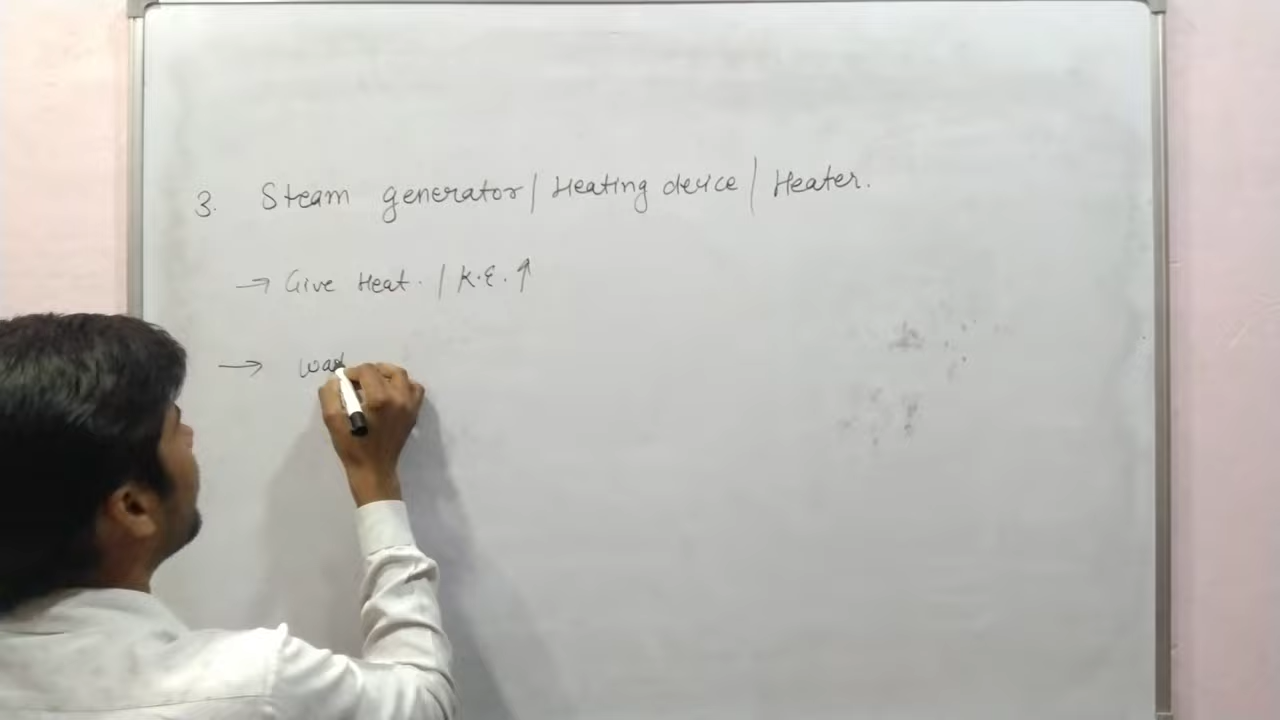 3. Steam generator / Heating device / Heater.
→ Give Heat. / K.E. ↑
→